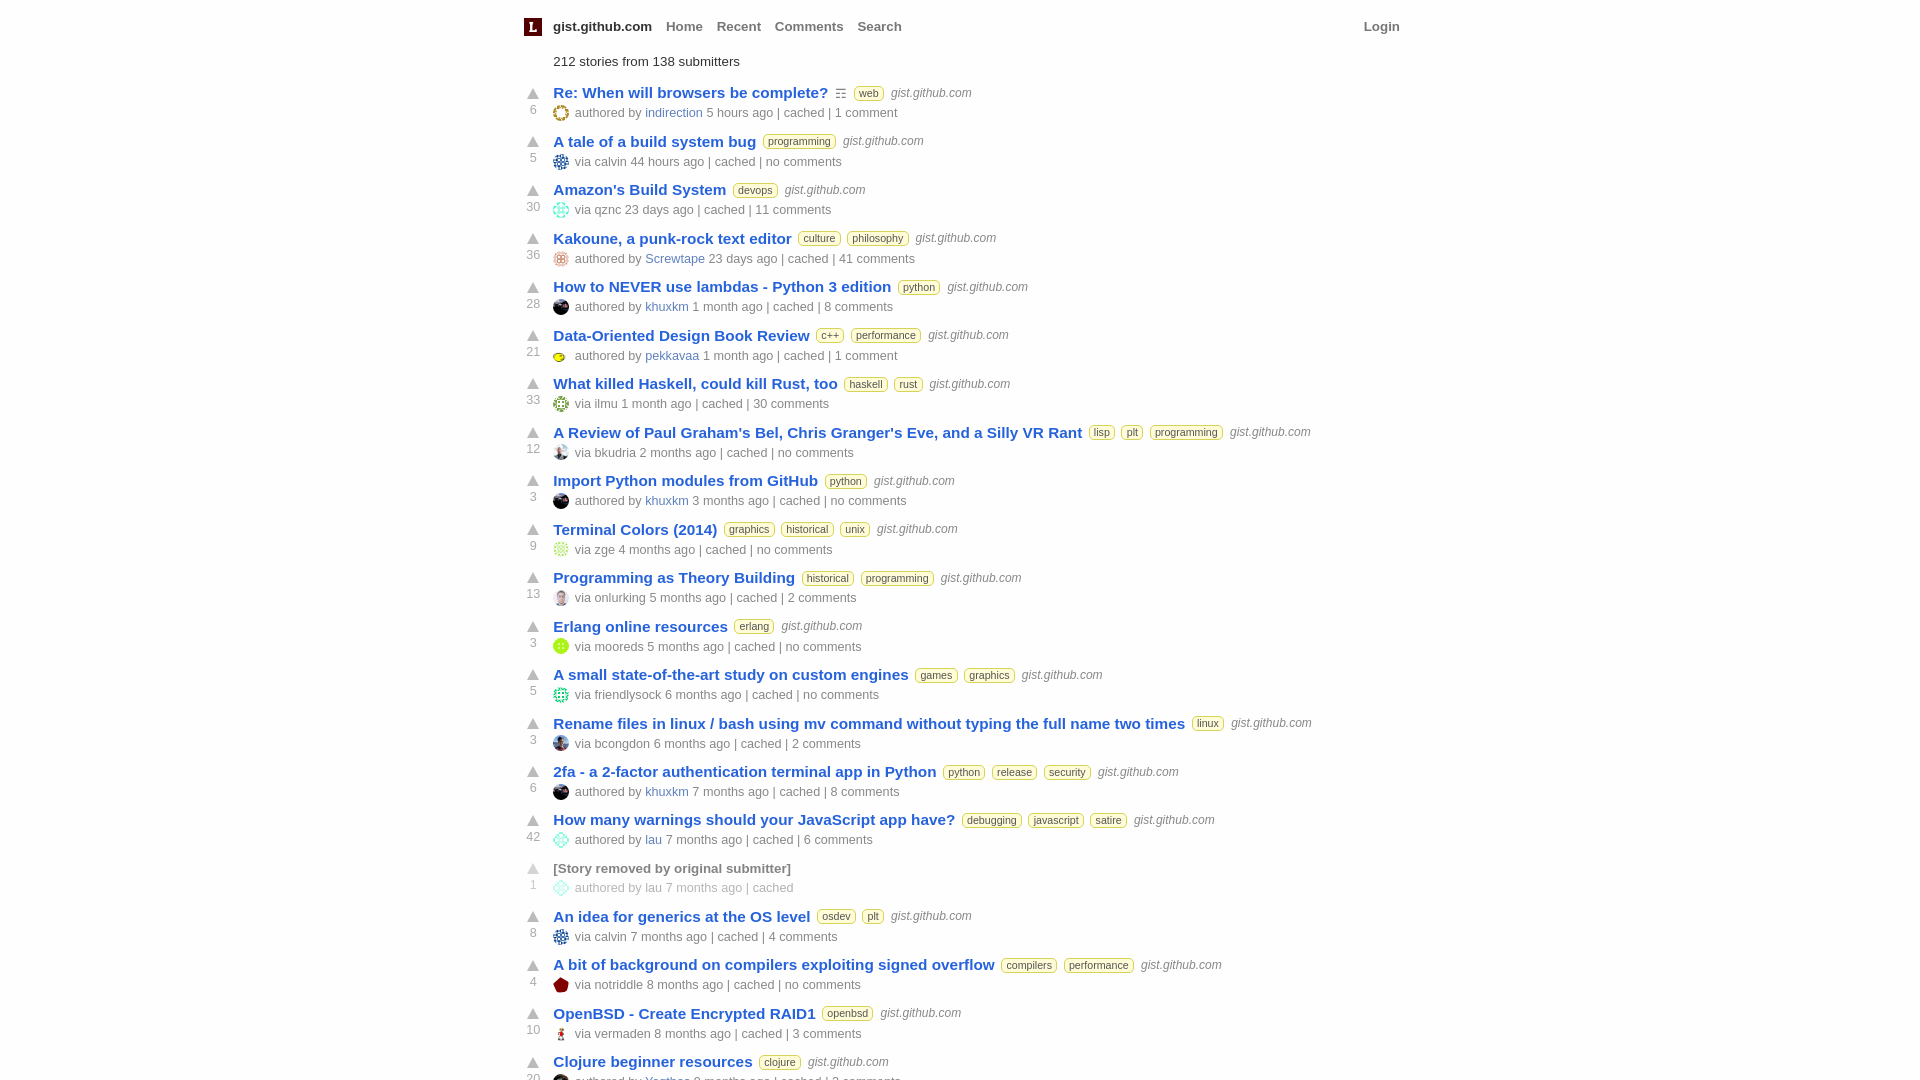 L gist.github.com Home Recent Comments Search Login
212 stories from 138 submitters
Re: When will browsers be complete? ☶ web gist.github.com
6 authored by indirection 5 hours ago | cached | 1 comment
A tale of a build system bug programming gist.github.com
5 via calvin 44 hours ago | cached | no comments
Amazon's Build System devops gist.github.com
30 via qznc 23 days ago | cached | 11 comments
Kakoune, a punk-rock text editor culture philosophy gist.github.com
36 authored by Screwtape 23 days ago | cached | 41 comments
How to NEVER use lambdas - Python 3 edition python gist.github.com
28 authored by khuxkm 1 month ago | cached | 8 comments
Data-Oriented Design Book Review c++ performance gist.github.com
21 authored by pekkavaa 1 month ago | cached | 1 comment
What killed Haskell, could kill Rust, too haskell rust gist.github.com
33 via ilmu 1 month ago | cached | 30 comments
A Review of Paul Graham's Bel, Chris Granger's Eve, and a Silly VR Rant lisp plt programming gist.github.com
12 via bkudria 2 months ago | cached | no comments
Import Python modules from GitHub python gist.github.com
3 authored by khuxkm 3 months ago | cached | no comments
Terminal Colors (2014) graphics historical unix gist.github.com
9 via zge 4 months ago | cached | no comments
Programming as Theory Building historical programming gist.github.com
13 via onlurking 5 months ago | cached | 2 comments
Erlang online resources erlang gist.github.com
3 via mooreds 5 months ago | cached | no comments
A small state-of-the-art study on custom engines games graphics gist.github.com
5 via friendlysock 6 months ago | cached | no comments
Rename files in linux / bash using mv command without typing the full name two times linux gist.github.com
3 via bcongdon 6 months ago | cached | 2 comments
2fa - a 2-factor authentication terminal app in Python python release security gist.github.com
6 authored by khuxkm 7 months ago | cached | 8 comments
How many warnings should your JavaScript app have? debugging javascript satire gist.github.com
42 authored by lau 7 months ago | cached | 6 comments
[Story removed by original submitter]
1 authored by lau 7 months ago | cached
An idea for generics at the OS level osdev plt gist.github.com
8 via calvin 7 months ago | cached | 4 comments
A bit of background on compilers exploiting signed overflow compilers performance gist.github.com
4 via notriddle 8 months ago | cached | no comments
OpenBSD - Create Encrypted RAID1 openbsd gist.github.com
10 via vermaden 8 months ago | cached | 3 comments
Clojure beginner resources clojure gist.github.com
20